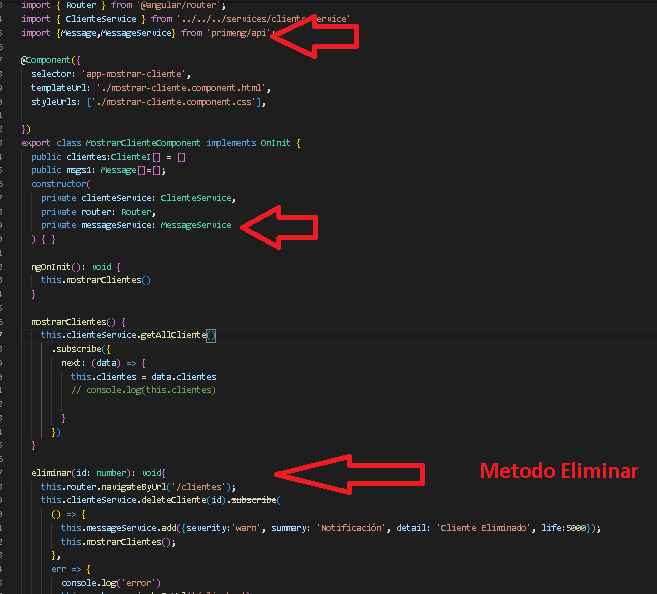 import { Router } from '@angular/router';
import { ClienteService } from '../../../services/cliente.service'
import {Message,MessageService} from 'primeng/api';
@Component({
selector: 'app-mostrar-cliente',
templateUrl: './mostrar-cliente.component.html',
styleUrls: ['./mostrar-cliente.component.css'],
})
export class MostrarClienteComponent implements OnInit {
public clientes:ClienteI[] = []
public msgs1: Message[]=[];
constructor(
private clienteService: ClienteService,
private router: Router,
private messageService: MessageService
) { }
ngOnInit(): void {
this.mostrarClientes()
}
mostrarClientes() {
this.clienteService.getAllCliente()
.subscribe({
next: (data) => {
this.clientes = data.clientes
// console.log(this.clientes)
}
})
}
eliminar(id: number): void{
Metodo Eliminar
this.router.navigateByUrl('/clientes');
this.clienteService.deleteCliente(id).subscribe(
() => {
this.messageService.add({severity:'warn', summary: 'Notificación', detail: 'Cliente Eliminado', life:5000});
this.mostrarClientes();
},
err => {
console.log('error')